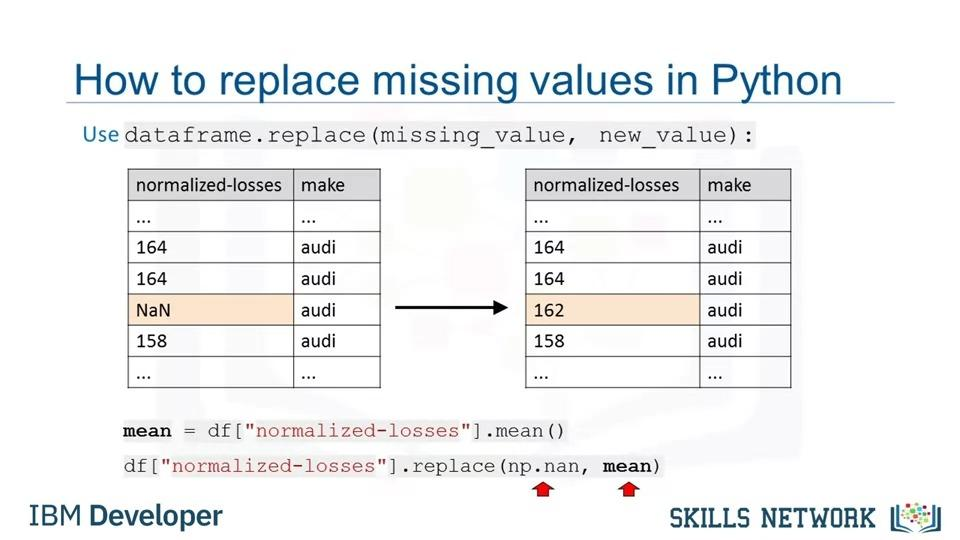 How to replace missing values in Python
Use dataframe.replace(missing_value, new_value):
normalized-losses make
... ...
164 audi
164 audi
NaN audi
158 audi
... ...
normalized-losses make
... ...
164 audi
164 audi
162 audi
158 audi
... ...
mean = df["normalized-losses"].mean()
df["normalized-losses"].replace(np.nan, mean)
IBM Developer
SKILLS NETWORK